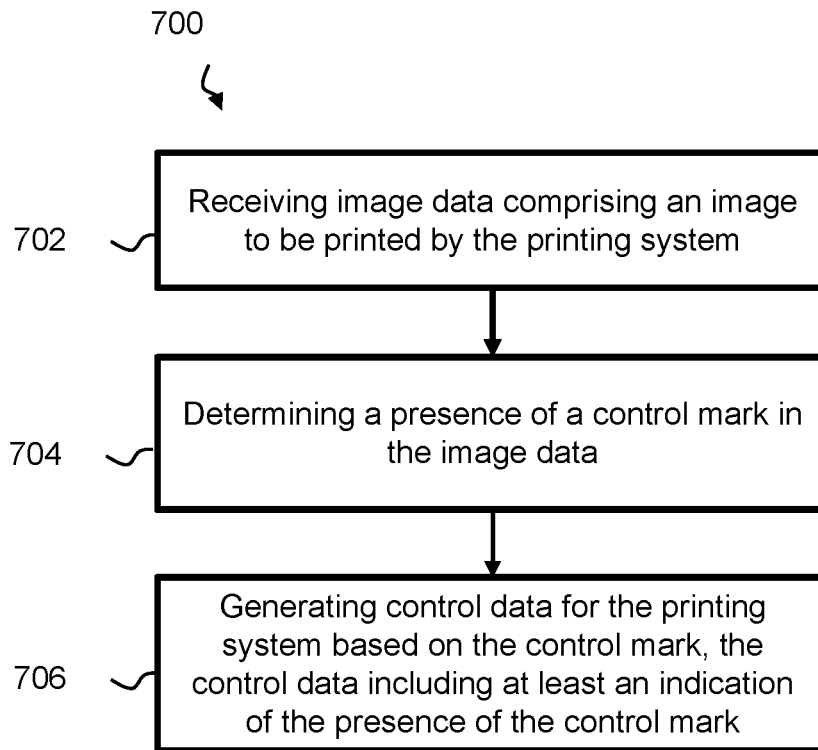 700
702
Receiving image data comprising an image
to be printed by the printing system
704
Determining a presence of a control mark in
the image data
706
Generating control data for the printing
system based on the control mark, the
control data including at least an indication
of the presence of the control mark